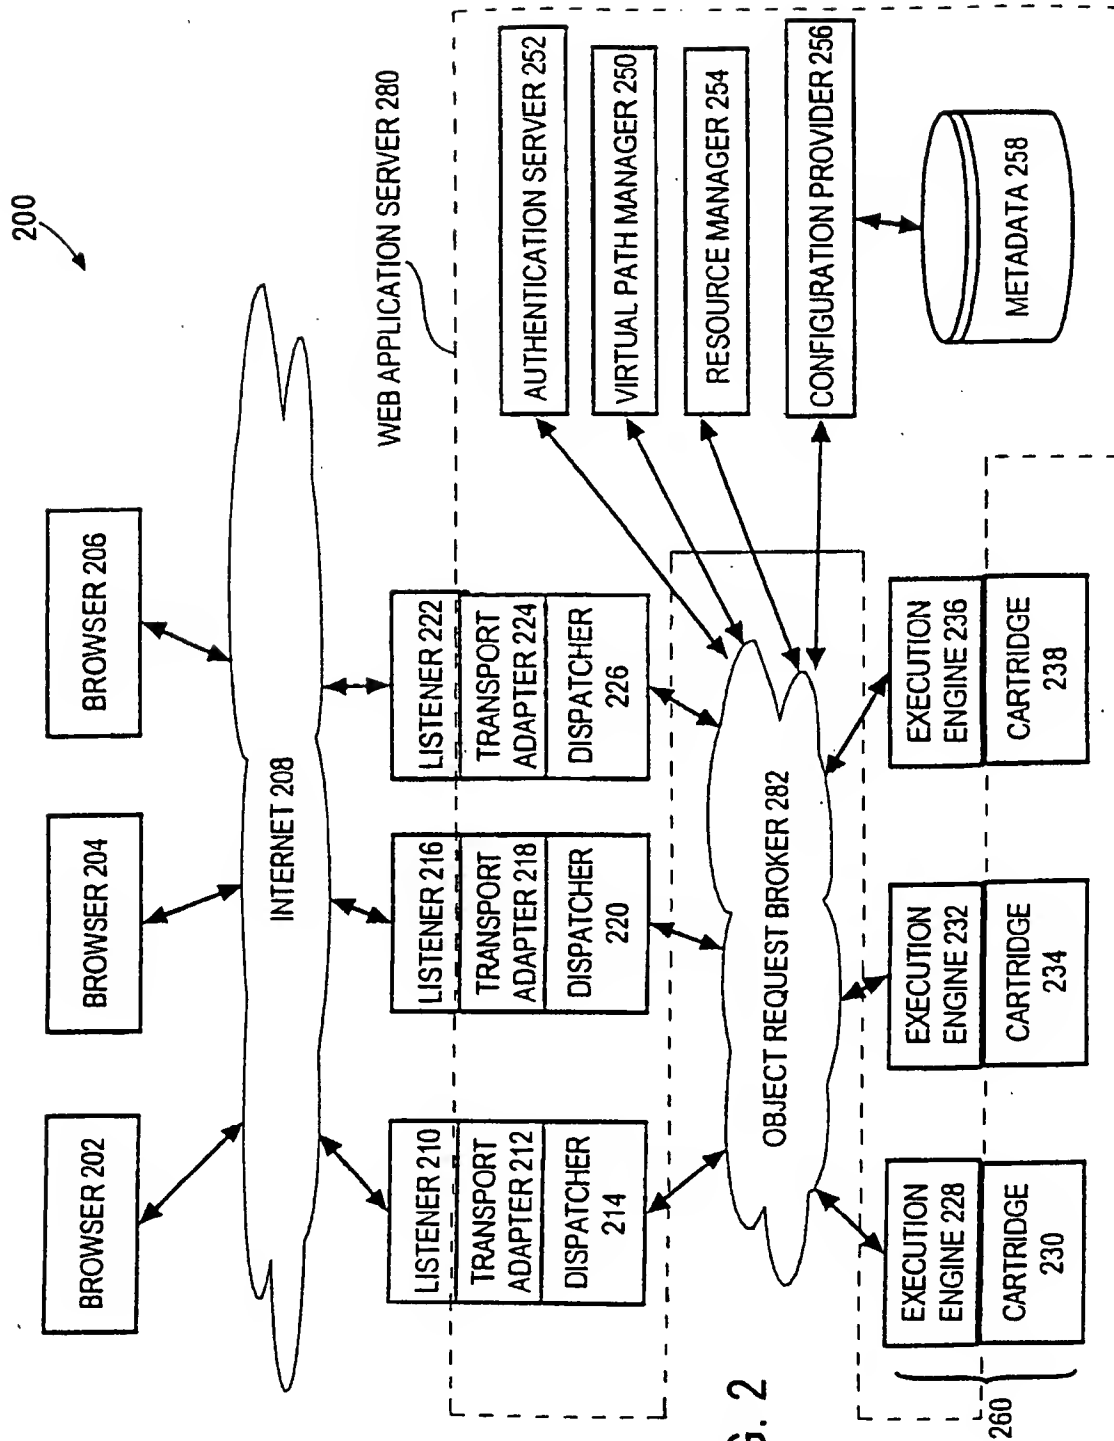 200
BROWSER 202
BROWSER 204
BROWSER 206
INTERNET 208
WEB APPLICATION SERVER 280
LISTENER 210
TRANSPORT
ADAPTER 212
DISPATCHER
214
LISTENER 216
TRANSPORT
ADAPTER 218
DISPATCHER
220
LISTENER 222
TRANSPORT
ADAPTER 224
DISPATCHER
226
AUTHENTICATION SERVER 252
VIRTUAL PATH MANAGER 250
RESOURCE MANAGER 254
CONFIGURATION PROVIDER 256
METADATA 258
OBJECT REQUEST BROKER 282
EXECUTION
ENGINE 228
CARTRIDGE
230
EXECUTION
ENGINE 232
CARTRIDGE
234
EXECUTION
ENGINE 236
CARTRIDGE
238
260
G. 2